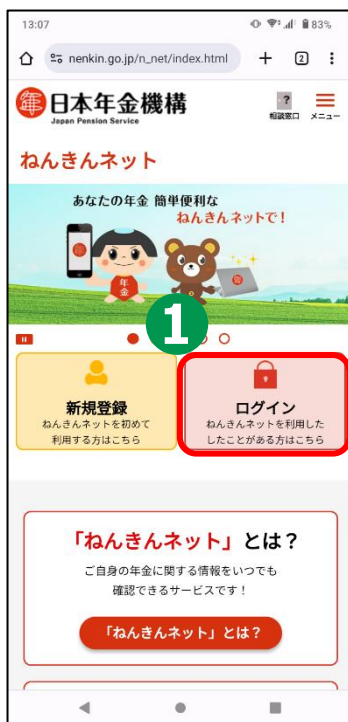 13:07
83%
nenkin.go.jp/n_net/index.html
2
年
日本年金機構
Japan Pension Service
?
相談窓口
メニュー
ねんきんネット
あなたの年金 簡単便利な
ねんきんネットで!
年
金
1
新規登録
ねんきんネットを初めて
利用する方はこちら
ログイン
ねんきんネットを利用した
したことがある方はこちら
「ねんきんネット」とは?
ご自身の年金に関する情報をいつでも
確認できるサービスです!
「ねんきんネット」とは?